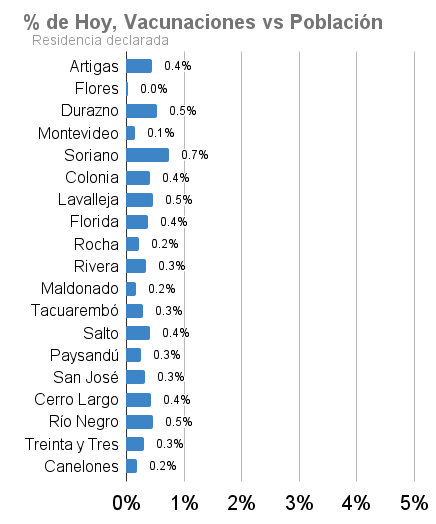 % de Hoy, Vacunaciones vs Población
Residencia declarada
Artigas 0.4%
Flores 0.0%
Durazno 0.5%
Montevideo 0.1%
Soriano 0.7%
Colonia 0.4%
Lavalleja 0.5%
Florida 0.4%
Rocha 0.2%
Rivera 0.3%
Maldonado 0.2%
Tacuarembó 0.3%
Salto 0.4%
Paysandú 0.3%
San José 0.3%
Cerro Largo 0.4%
Río Negro 0.5%
Treinta y Tres 0.3%
Canelones 0.2%
0% 1% 2% 3% 4% 5%